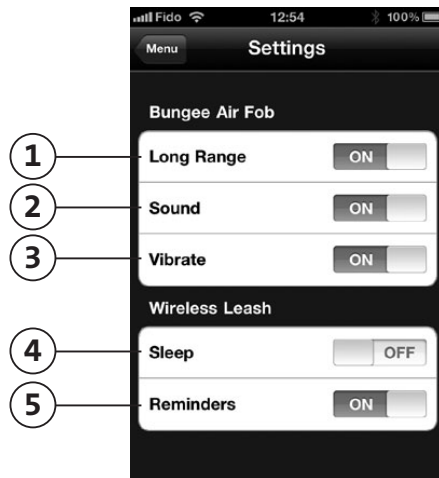 Fido 12:54 100%
Menu Settings
Bungee Air Fob
1 Long Range ON
2 Sound ON
3 Vibrate ON
Wireless Leash
4 Sleep OFF
5 Reminders ON